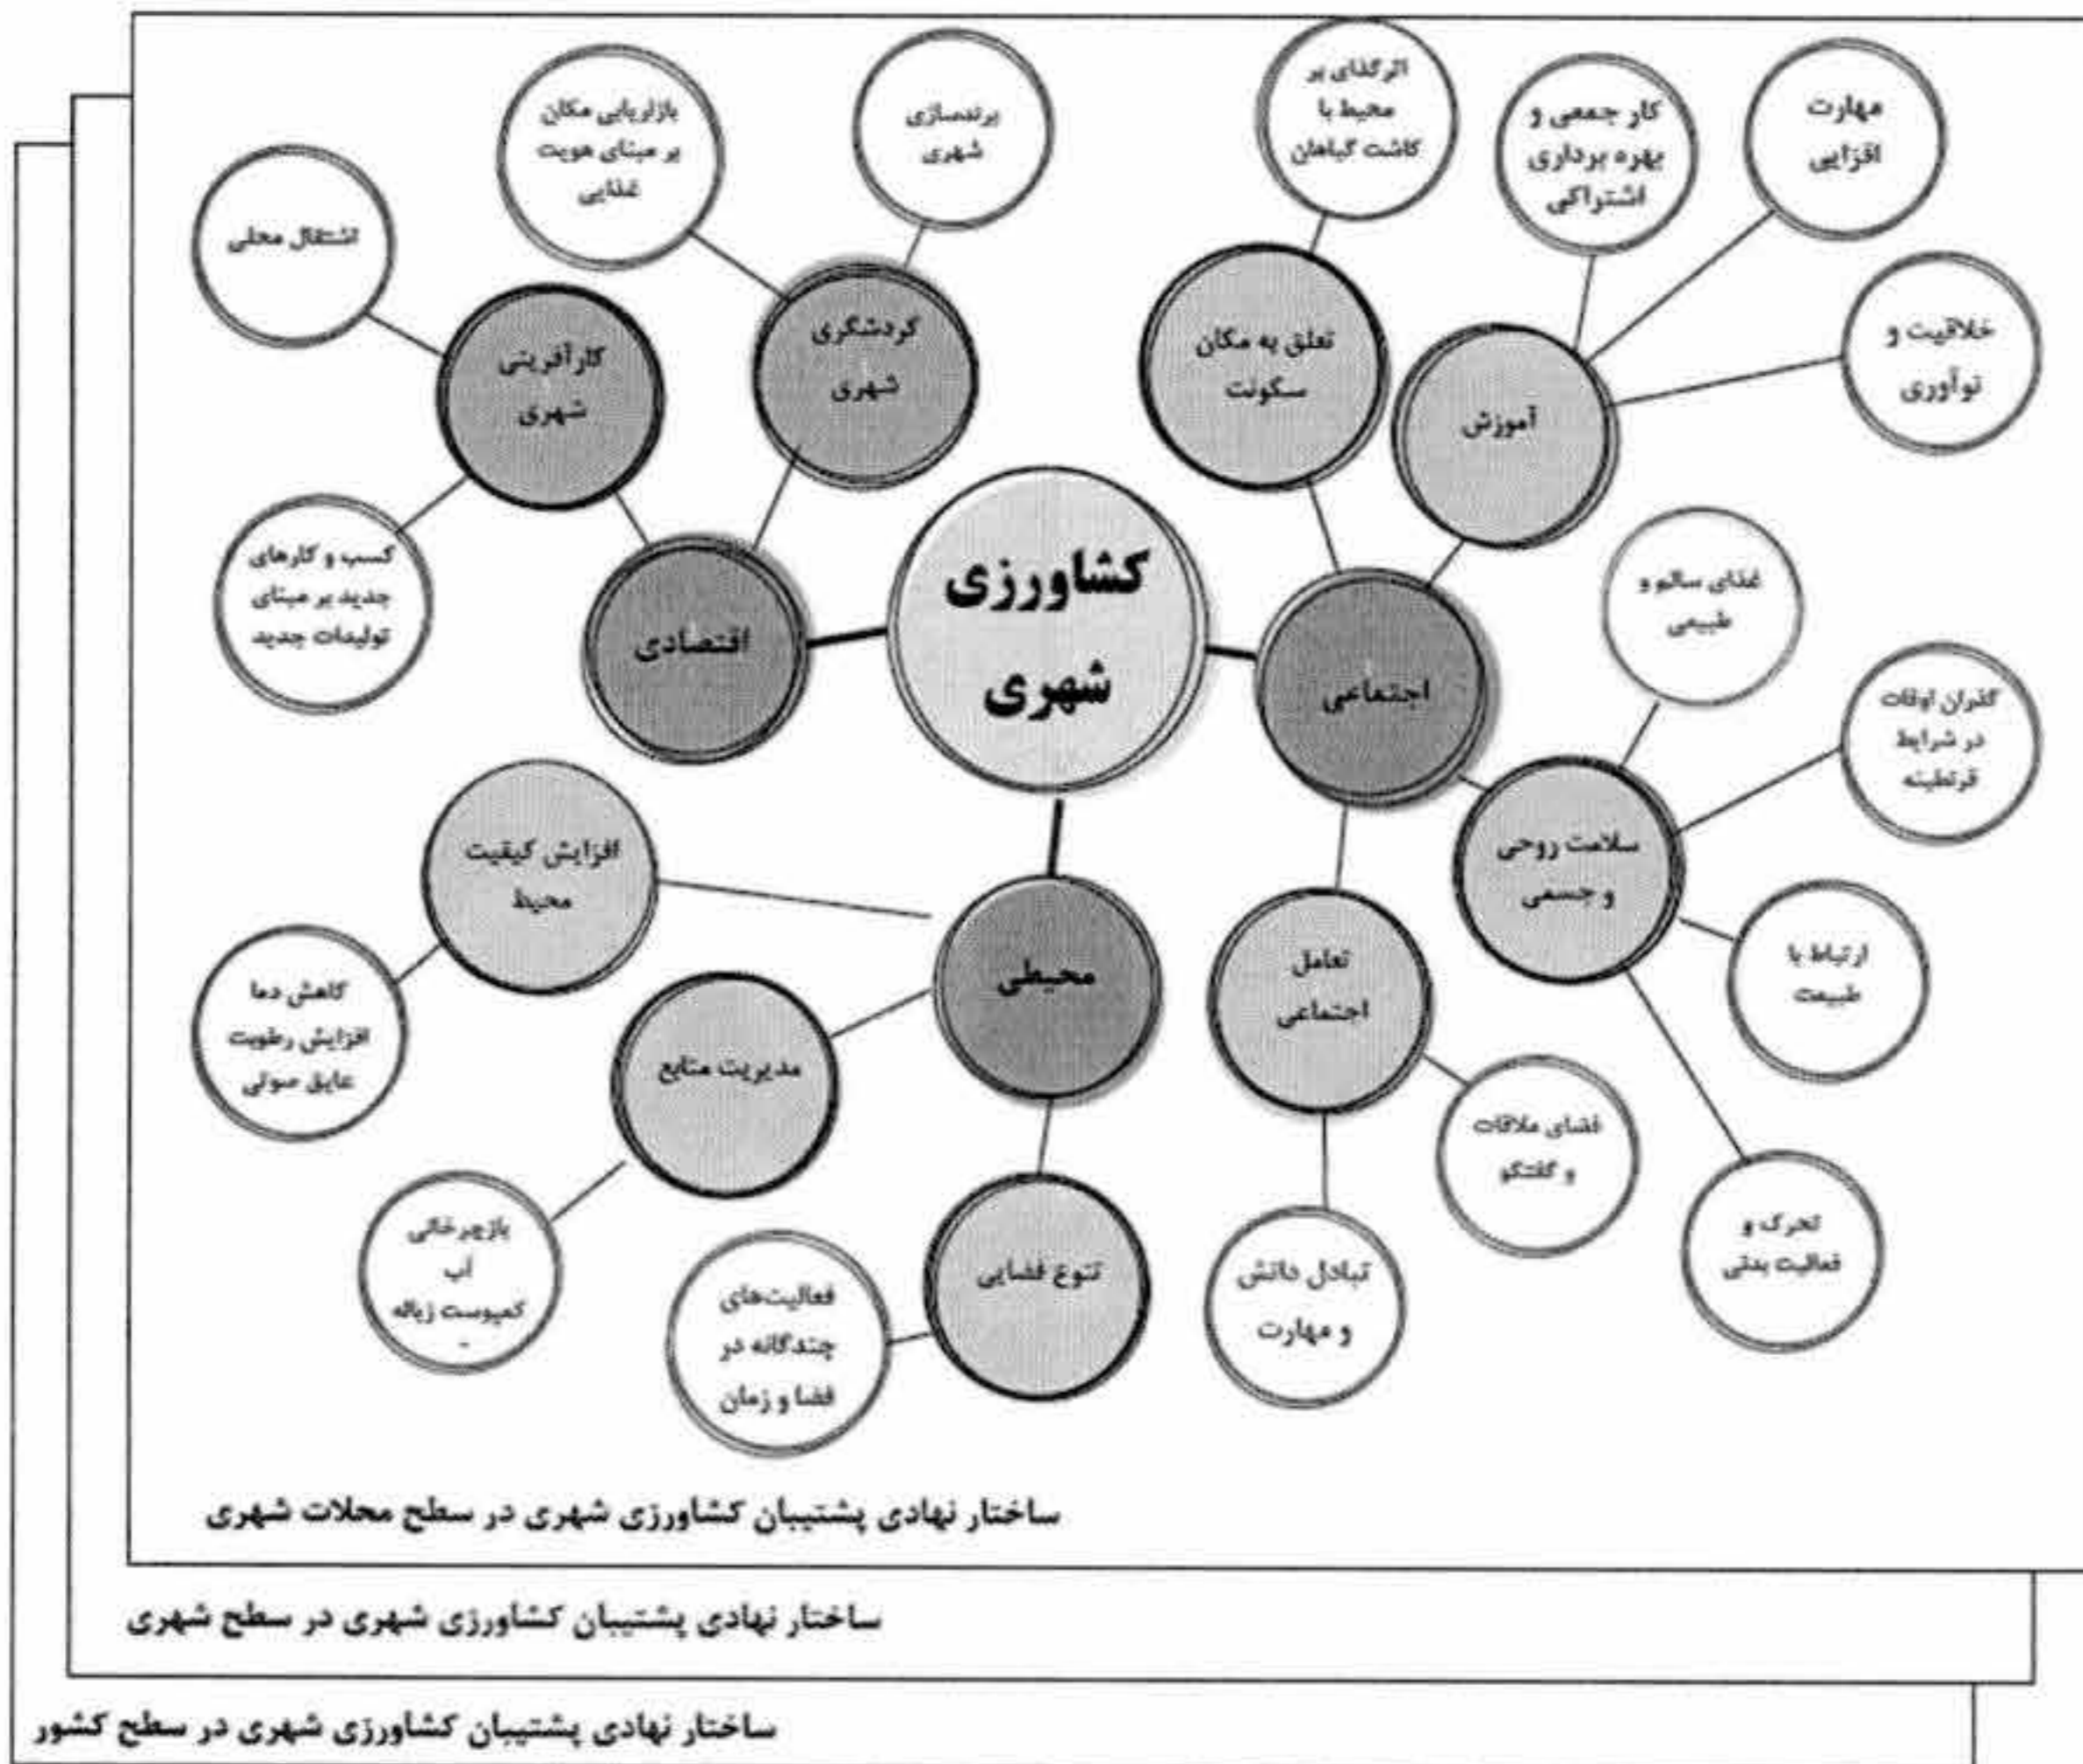 اثرگذاری بر
محیط با
کاشت گیاهان
کار جمعی و
بهره برداری
اشتراکی
مهارت
افزایی
خلاقیت و
نوآوری
آموزش
تعلق به مکان
سکونت
برندسازی
شهری
بازاریابی مکان
بر مبنای هویت
غذایی
گردشگری
شهری
اشتغال محلی
کارآفرینی
شهری
کسب و کارهای
جدید بر مبنای
تولیدات جدید
اقتصادی
کشاورزی
شهری
اجتماعی
غذای سالم و
طبیعی
گذران اوقات
در شرایط
قرنطینه
سلامت روحی
و جسمی
ارتباط با
طبیعت
تحرک و
فعالیت بدنی
تعامل
اجتماعی
فضای ملاقات
و گفتگو
تبادل دانش
و مهارت
محیطی
افزایش کیفیت
محیط
کاهش دما
افزایش رطوبت
عایق صوتی
مدیریت منابع
بازچرخانی
آب
کمپوست زباله
-
تنوع فضایی
فعالیت‌های
چندگانه در
فضا و زمان
ساختار نهادی پشتیبان کشاورزی شهری در سطح محلات شهری
ساختار نهادی پشتیبان کشاورزی شهری در سطح شهری
ساختار نهادی پشتیبان کشاورزی شهری در سطح کشور